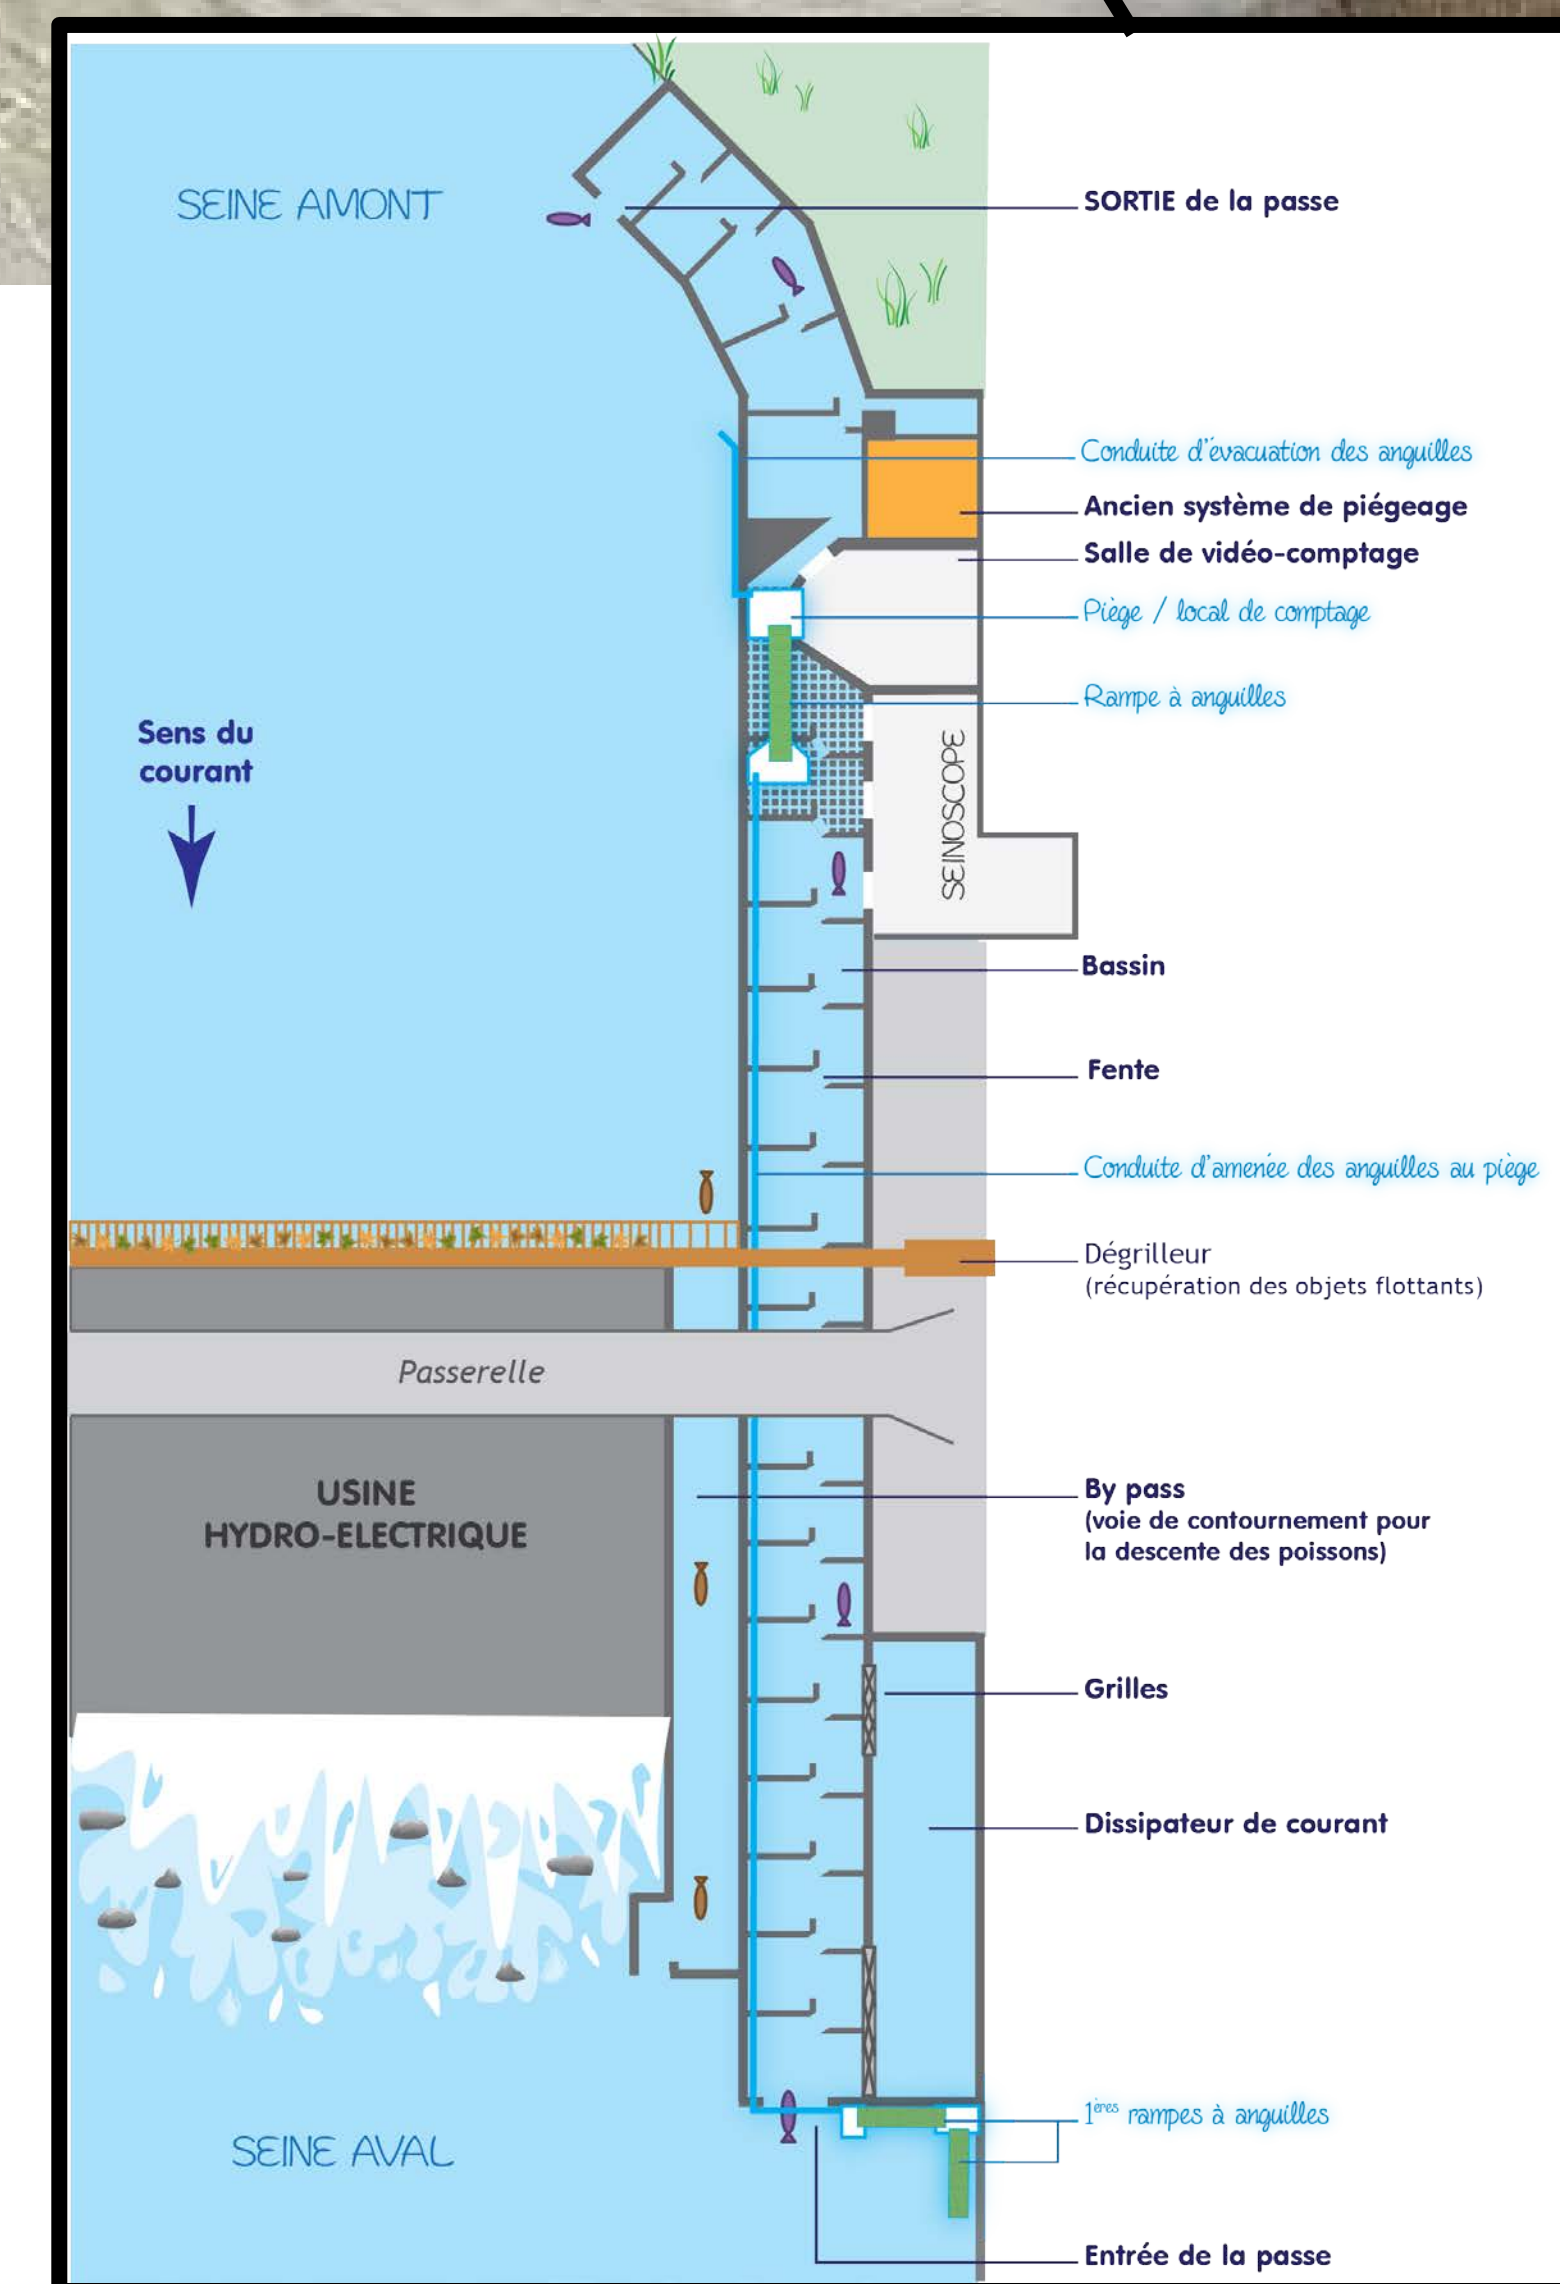 SEINE AMONT
SORTIE de la passe
Conduite d'évacuation des anguilles
Ancien système de piégeage
Salle de vidéo-comptage
Piège / local de comptage
Rampe à anguilles
Sens du
courant
SEINOSCOPE
Bassin
Fente
Conduite d'amenée des anguilles au piège
Dégrilleur
(récupération des objets flottants)
Passerelle
USINE
HYDRO-ELECTRIQUE
By pass
(voie de contournement pour
la descente des poissons)
Grilles
Dissipateur de courant
1ères rampes à anguilles
SEINE AVAL
Entrée de la passe